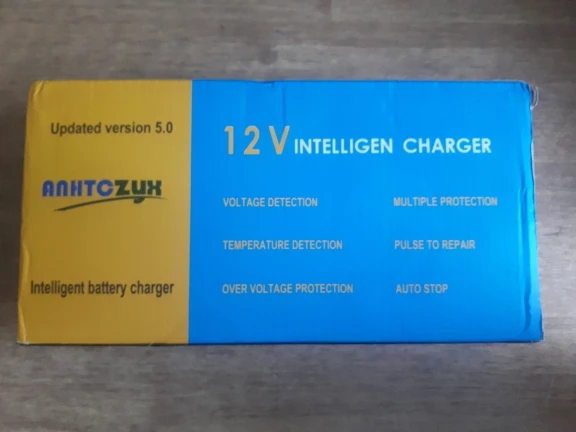 Updated version 5.0
ANHTCZYX
Intelligent battery charger
12V INTELLIGEN CHARGER
VOLTAGE DETECTION
MULTIPLE PROTECTION
TEMPERATURE DETECTION
PULSE TO REPAIR
OVER VOLTAGE PROTECTION
AUTO STOP